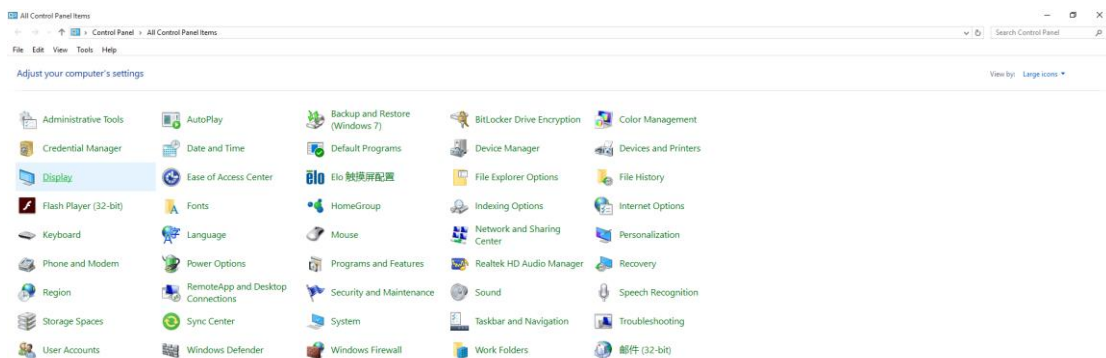 All Control Panel Items
Control Panel > All Control Panel Items
Search Control Panel
File Edit View Tools Help
Adjust your computer's settings
View by: Large icons
Administrative Tools
AutoPlay
Backup and Restore
(Windows 7)
BitLocker Drive Encryption
Color Management
Credential Manager
Date and Time
Default Programs
Device Manager
Devices and Printers
Display
Ease of Access Center
elo
Elo 触摸屏配置
File Explorer Options
File History
Flash Player (32-bit)
Fonts
HomeGroup
Indexing Options
Internet Options
Keyboard
Language
Mouse
Network and Sharing
Center
Personalization
Phone and Modem
Power Options
Programs and Features
Realtek HD Audio Manager
Recovery
Region
RemoteApp and Desktop
Connections
Security and Maintenance
Sound
Speech Recognition
Storage Spaces
Sync Center
System
Taskbar and Navigation
Troubleshooting
User Accounts
Windows Defender
Windows Firewall
Work Folders
邮件 (32-bit)